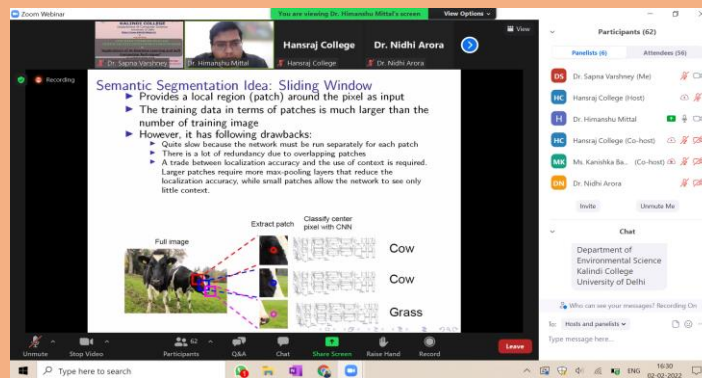 Zoom Webinar
You are viewing Dr. Himanshu Mittal's screen
View Options
KALINDI COLLEGE
Dr. Sapna Varshney
Dr. Himanshu Mittal
Hansraj College
Hansraj College
Dr. Nidhi Arora
Dr. Nidhi Arora
View
Recording
Semantic Segmentation Idea: Sliding Window
Provides a local region (patch) around the pixel as input
The training data in terms of patches is much larger than the
number of training image
However, it has following drawbacks:
Quite slow because the network must be run separately for each patch
There is a lot of redundancy due to overlapping patches
A trade between localization accuracy and the use of context is required.
Larger patches require more max-pooling layers that reduce the
localization accuracy, while small patches allow the network to see only
little context.
Full image
Extract patch
Classify center
pixel with CNN
Cow
Cow
Grass
Unmute
Stop Video
62
Participants
Q&A
Chat
Share Screen
Raise Hand
Record
Leave
Participants (62)
Panelists (6)
Attendees (56)
DS Dr. Sapna Varshney (Me)
HC Hansraj College (Host)
H Dr. Himanshu Mittal
HC Hansraj College (Co-host)
MK Ms. Kanishka Ba... (Co-host)
DN Dr. Nidhi Arora
Invite
Unmute Me
Chat
Department of
Environmental Science
Kalindi College
University of Delhi
Who can see your messages? Recording On
To: Hosts and panelists
Type message here...
Type here to search
ENG
16:30
02-02-2022